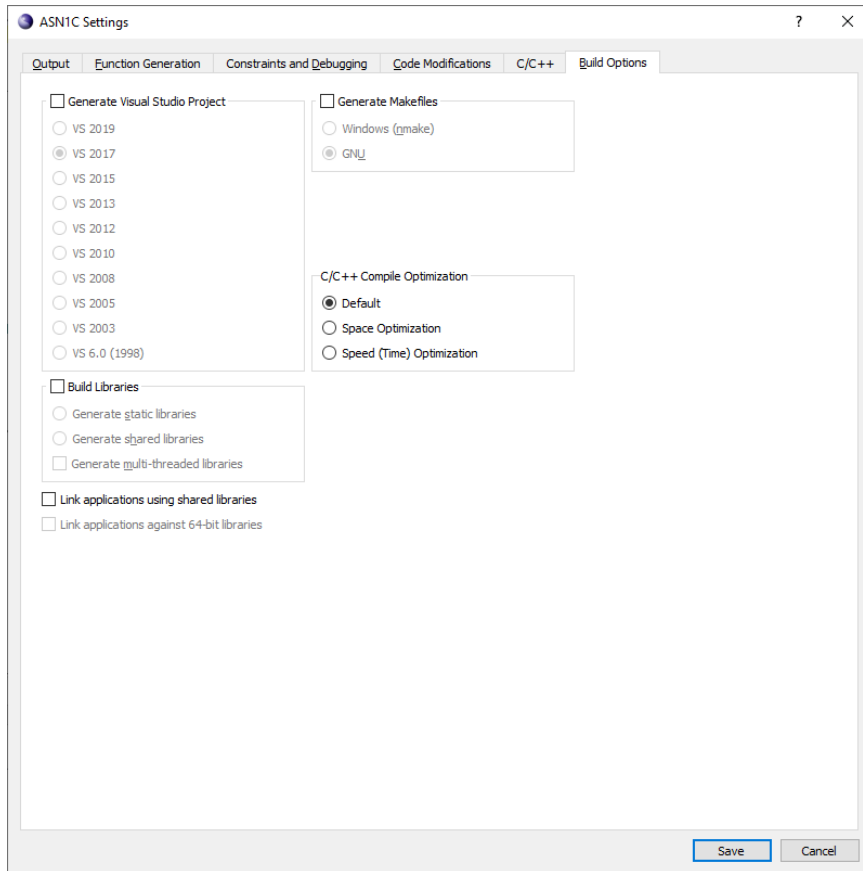 ASN1C Settings
Output
Function Generation
Constraints and Debugging
Code Modifications
C/C++
Build Options
Generate Visual Studio Project
VS 2019
VS 2017
VS 2015
VS 2013
VS 2012
VS 2010
VS 2008
VS 2005
VS 2003
VS 6.0 (1998)
Generate Makefiles
Windows (nmake)
GNU
C/C++ Compile Optimization
Default
Space Optimization
Speed (Time) Optimization
Build Libraries
Generate static libraries
Generate shared libraries
Generate multi-threaded libraries
Link applications using shared libraries
Link applications against 64-bit libraries
Save
Cancel